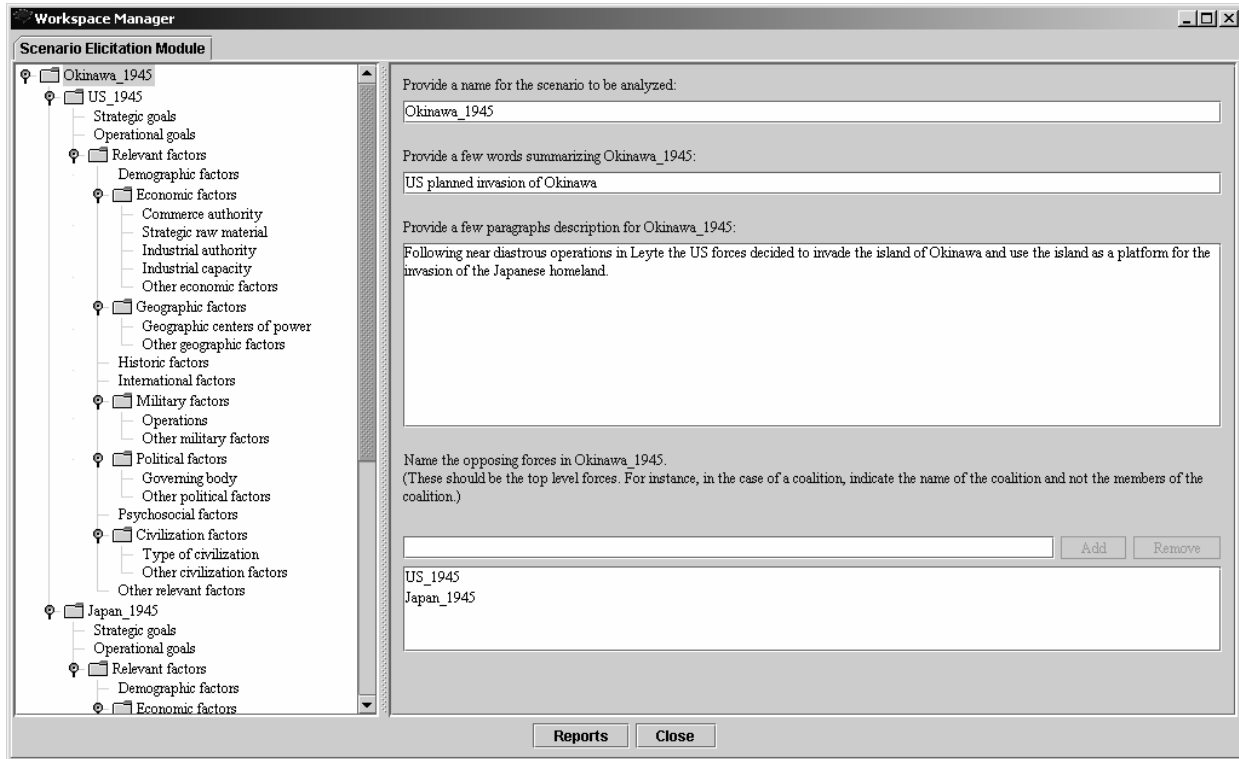 Workspace Manager
Scenario Elicitation Module
Okinawa_1945
US_1945
Strategic goals
Operational goals
Relevant factors
Demographic factors
Economic factors
Commerce authority
Strategic raw material
Industrial authority
Industrial capacity
Other economic factors
Geographic factors
Geographic centers of power
Other geographic factors
Historic factors
International factors
Military factors
Operations
Other military factors
Political factors
Governing body
Other political factors
Psychosocial factors
Civilization factors
Type of civilization
Other civilization factors
Other relevant factors
Japan_1945
Strategic goals
Operational goals
Relevant factors
Demographic factors
Economic factors
Provide a name for the scenario to be analyzed:
Okinawa_1945
Provide a few words summarizing Okinawa_1945:
US planned invasion of Okinawa
Provide a few paragraphs description for Okinawa_1945:
Following near diastrous operations in Leyte the US forces decided to invade the island of Okinawa and use the island as a platform for the
invasion of the Japanese homeland.
Name the opposing forces in Okinawa_1945.
(These should be the top level forces. For instance, in the case of a coalition, indicate the name of the coalition and not the members of the
coalition.)
Add Remove
US_1945
Japan_1945
Reports Close